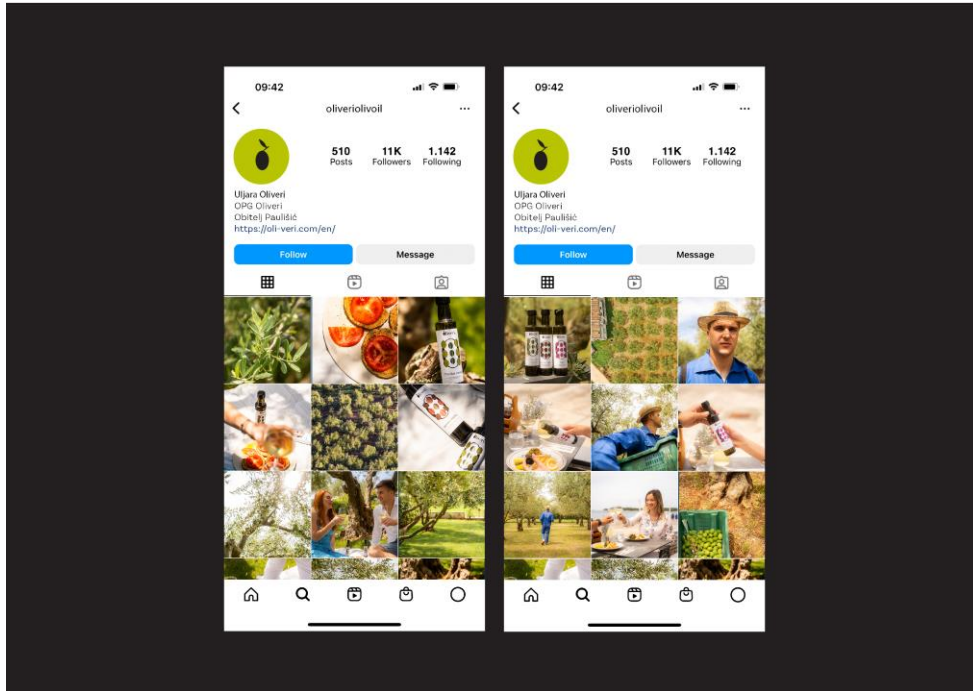 09:42
oliveriolivoil
510 11K 1.142
Posts Followers Following
Uljara Oliveri
OPG Oliveri
Obitelj Paulišić
https://oli-veri.com/en/
Follow Message
09:42
oliveriolivoil
510 11K 1.142
Posts Followers Following
Uljara Oliveri
OPG Oliveri
Obitelj Paulišić
https://oli-veri.com/en/
Follow Message